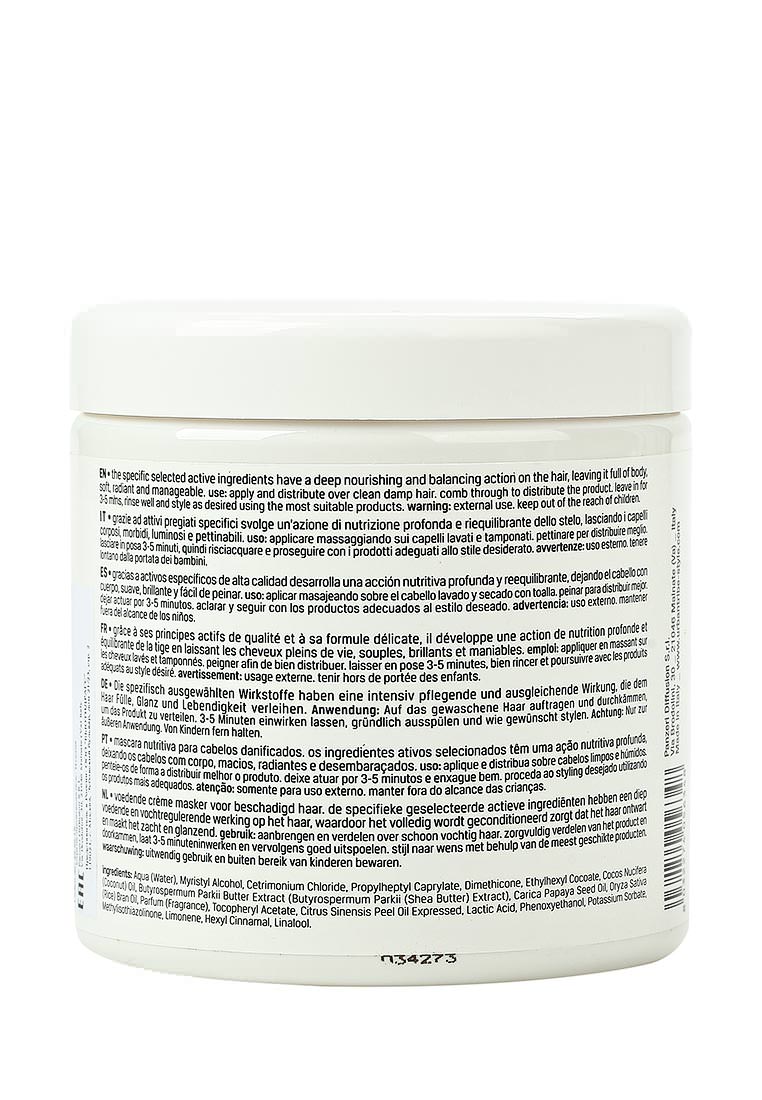 EN • the specific selected active ingredients have a deep nourishing and balancing action on the hair, leaving it full of body,
soft, radiant and manageable. use: apply and distribute over clean damp hair. comb through to distribute the product. leave in for
3-5 mins, rinse well and style as desired using the most suitable products. warning: external use. keep out of the reach of children.
IT • grazie ad attivi pregiati specifici svolge un'azione di nutrizione profonda e riequilibrante dello stelo, lasciando i capelli
corposi, morbidi, luminosi e pettinabili. uso: applicare massaggiando sui capelli lavati e tamponati. pettinare per distribuire meglio.
lasciare in posa 3-5 minuti, quindi risciacquare e proseguire con i prodotti adeguati allo stile desiderato. avvertenze: uso esterno. tenere
lontano dalla portata dei bambini.
ES • gracias a activos específicos de alta calidad desarrolla una acción nutritiva profunda y reequilibrante, dejando el cabello con
cuerpo, suave, brillante y fácil de peinar. uso: aplicar masajeando sobre el cabello lavado y secado con toalla. peinar para distribuir mejor.
dejar actuar por 3-5 minutos. aclarar y seguir con los productos adecuados al estilo deseado. advertencia: uso externo. mantener
fuera del alcance de los niños.
FR • grâce à ses principes actifs de qualité et à sa formule délicate, il développe une action de nutrition profonde et
équilibrante de la tige en laissant les cheveux pleins de vie, souples, brillants et maniables. emploi: appliquer en massant sur
les cheveux lavés et tamponnés. peigner afin de bien distribuer. laisser en pose 3-5 minutes, bien rincer et poursuivre avec les produits
adéquats au style désiré. avertissement: usage externe. tenir hors de portée des enfants.
DE • Die spezifisch ausgewählten Wirkstoffe haben eine intensiv pflegende und ausgleichende Wirkung, die dem
Haar Fülle, Glanz und Lebendigkeit verleihen. Anwendung: Auf das gewaschene Haar auftragen und durchkämmen,
um das Produkt zu verteilen. 3-5 Minuten einwirken lassen, gründlich ausspülen und wie gewünscht stylen. Achtung: Nur zur
äußeren Anwendung. Von Kindern fern halten.
PT • mascara nutritiva para cabelos danificados. os ingredientes ativos selecionados têm uma ação nutritiva profunda,
deixando os cabelos com corpo, macios, radiantes e desembaraçados. uso: aplique e distribua sobre cabelos limpos e húmidos.
penteie-os de forma a distribuir melhor o produto. deixe atuar por 3-5 minutos e enxague bem. proceda ao styling desejado utilizando
os produtos mais adequados. atenção: somente para uso externo. manter fora do alcance das crianças.
NL • voedende crème masker voor beschadigd haar. de specifieke geselecteerde actieve ingrediënten hebben een diep
voedende en vochtregulerende werking op het haar, waardoor het volledig wordt geconditioneerd zorgt dat het haar ontwart
en maakt het zacht en glanzend. gebruik: aanbrengen en verdelen over schoon vochtig haar. zorgvuldig verdelen van het product en
doorkammen, laat 3-5 minuteninwerken en vervolgens goed uitspoelen. stijl naar wens met behulp van de meest geschikte producten.
waarschuwing: uitwendig gebruik en buiten bereik van kinderen bewaren.
ingredients: Aqua (Water), Myristyl Alcohol, Cetrimonium Chloride, Propylheptyl Caprylate, Dimethicone, Ethylhexyl Cocoate, Cocos Nucifera
(Coconut) Oil, Butyrospermum Parkii Butter Extract (Butyrospermum Parkii (Shea Butter) Extract), Carica Papaya Seed Oil, Oryza Sativa
(Rice) Bran Oil, Parfum (Fragrance), Tocopheryl Acetate, Citrus Sinensis Peel Oil Expressed, Lactic Acid, Phenoxyethanol, Potassium Sorbate,
Methylisothiazolinone, Limonene, Hexyl Cinnamal, Linalool.
Panzeri Diffusion S.r.l.
Via Brodolini, 30 _ 21046 Malnate (Va) _ Italy
Made in Italy
034273
EAC